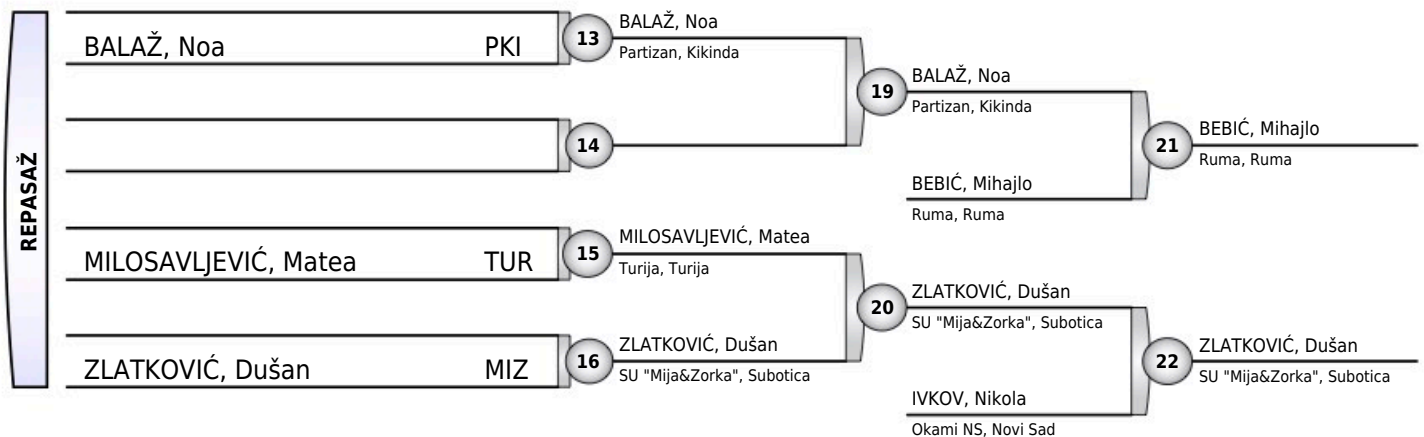 REPASAŽ
BALAŽ, Noa PKI
13
BALAŽ, Noa
Partizan, Kikinda
14
19
BALAŽ, Noa
Partizan, Kikinda
BEBIĆ, Mihajlo
Ruma, Ruma
21
BEBIĆ, Mihajlo
Ruma, Ruma
MILOSAVLJEVIĆ, Matea TUR
15
MILOSAVLJEVIĆ, Matea
Turija, Turija
ZLATKOVIĆ, Dušan MIZ
16
ZLATKOVIĆ, Dušan
SU "Mija&Zorka", Subotica
20
ZLATKOVIĆ, Dušan
SU "Mija&Zorka", Subotica
IVKOV, Nikola
Okami NS, Novi Sad
22
ZLATKOVIĆ, Dušan
SU "Mija&Zorka", Subotica